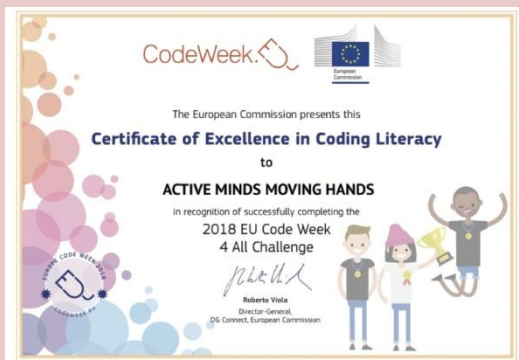 CodeWeek.eu
European
Commission
The European Commission presents this
Certificate of Excellence in Coding Literacy
to
ACTIVE MINDS MOVING HANDS
in recognition of successfully completing the
2018 EU Code Week
4 All Challenge
Roberto Viola
Director-General,
DG Connect, European Commission
EUROPE CODE WEEK 2018
codeweek.eu